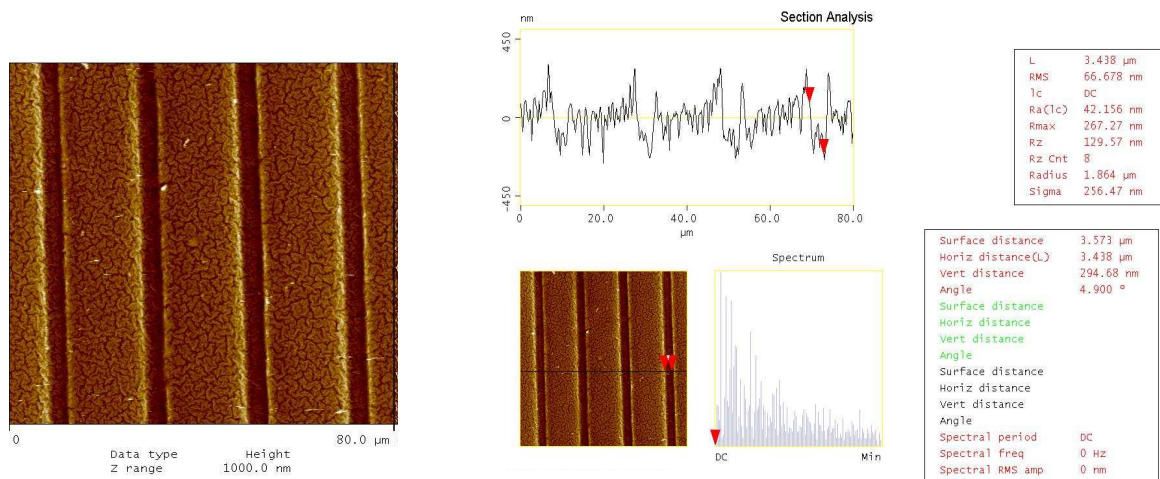 Section Analysis
nm
450
0
-450
0
20.0
40.0
60.0
80.0
µm
L 3.438 µm
RMS 66.678 nm
lc DC
Ra(lc) 42.156 nm
Rmax 267.27 nm
Rz 129.57 nm
Rz Cnt 8
Radius 1.864 µm
Sigma 256.47 nm
0 80.0 µm
Data type Height
Z range 1000.0 nm
Spectrum
DC Min
Surface distance 3.573 µm
Horiz distance(L) 3.438 µm
Vert distance 294.68 nm
Angle 4.900 °
Surface distance
Horiz distance
Vert distance
Angle
Surface distance
Horiz distance
Vert distance
Angle
Spectral period DC
Spectral freq 0 Hz
Spectral RMS amp 0 nm